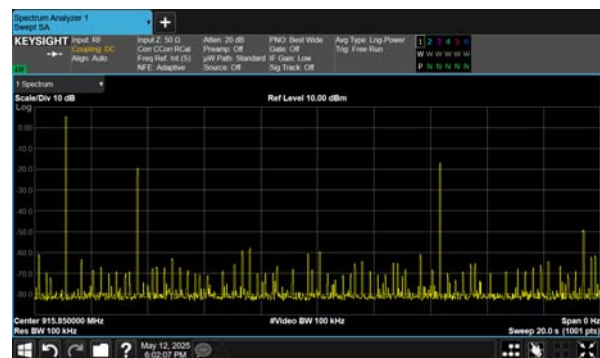 Spectrum Analyzer 1
Swept SA
KEYSIGHT
Input: RF
Coupling: DC
Align: Auto
Input Z: 50 Ω
Corr CCorr RCal
Freq Ref: Int (S)
NFE: Adaptive
Atten: 20 dB
Preamp: Off
µW Path: Standard
Source: Off
PNO: Best Wide
Gate: Off
IF Gain: Low
Sig Track: Off
Avg Type: Log-Power
Trig: Free Run
1 2 3 4 5 6
W W W W W W
P N N N N N
1 Spectrum
Scale/Div 10 dB
Ref Level 10.00 dBm
Log
0.00
-10.0
-20.0
-30.0
-40.0
-50.0
-60.0
-70.0
-80.0
Center 915.850000 MHz
#Video BW 100 kHz
Span 0 Hz
Res BW 100 kHz
Sweep 20.0 s (1001 pts)
?
May 12, 2025
6:02:07 PM